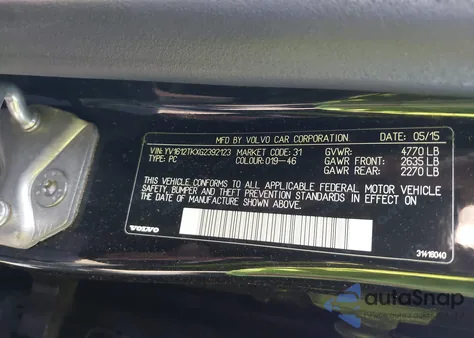 MFD BY VOLVO CAR CORPORATION DATE: 05/15
VIN: YV1612TKXG2392123 MARKET CODE: 31 GVWR: 4770 LB
TYPE: PC COLOUR: 019-46 GAWR FRONT: 2635 LB
GAWR REAR: 2270 LB
THIS VEHICLE CONFORMS TO ALL APPLICABLE FEDERAL MOTOR VEHICLE
SAFETY, BUMPER AND THEFT PREVENTION STANDARDS IN EFFECT ON
THE DATE OF MANUFACTURE SHOWN ABOVE.
VOLVO 31416040
autoSnap